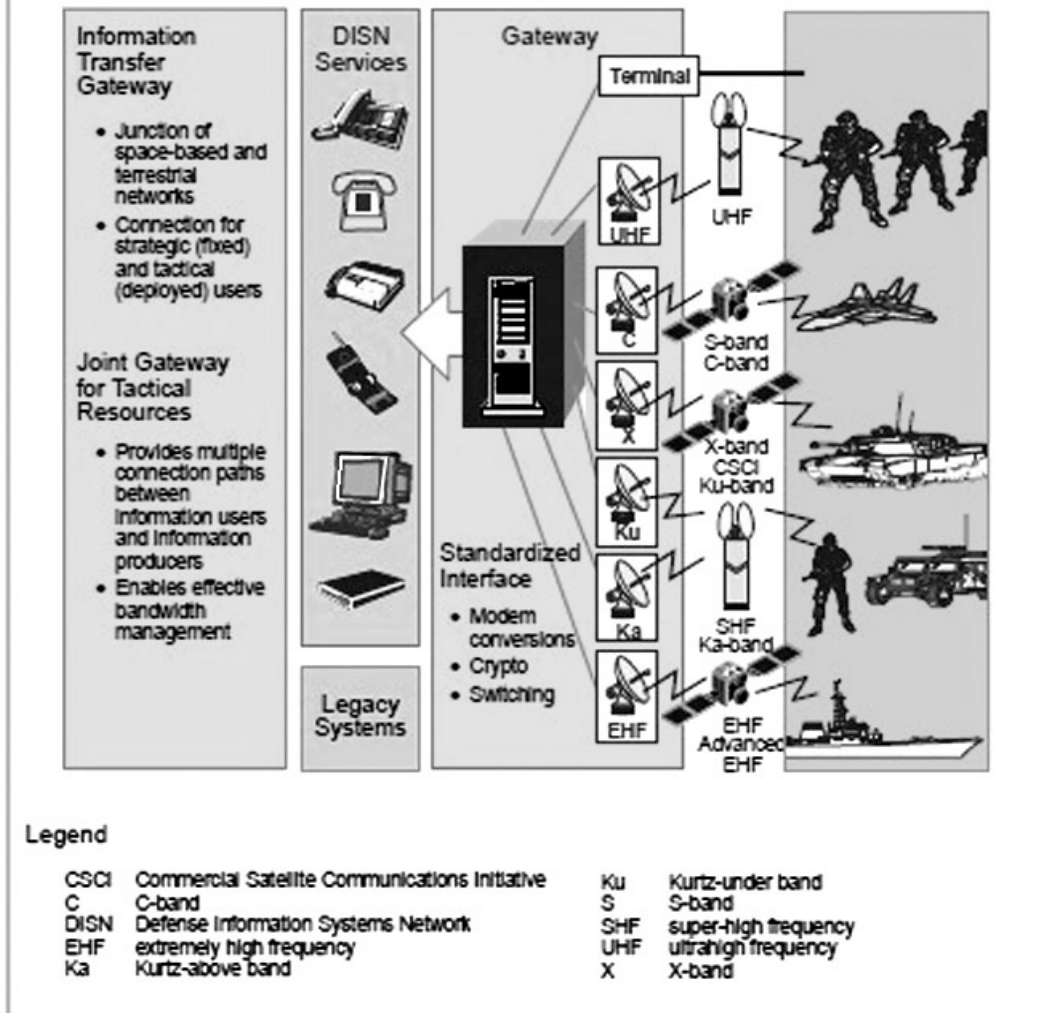 Information
Transfer
Gateway
• Junction of
space-based and
terrestrial
networks
• Connection for
strategic (fixed)
and tactical
(deployed) users
Joint Gateway
for Tactical
Resources
• Provides multiple
connection paths
between
information users
and information
producers
• Enables effective
bandwidth
management
DISN
Services
Legacy
Systems
Gateway
Terminal
UHF
C
X
Ku
Ka
EHF
Standardized
Interface
• Modem
conversions
• Crypto
• Switching
UHF
S-band
C-band
X-band
CSCI
Ku-band
SHF
Ka-band
EHF
Advanced
EHF
Legend
CSCI Commercial Satellite Communications Initiative
C C-band
DISN Defense Information Systems Network
EHF extremely high frequency
Ka Kurtz-above band
Ku Kurtz-under band
S S-band
SHF super-high frequency
UHF ultrahigh frequency
X X-band